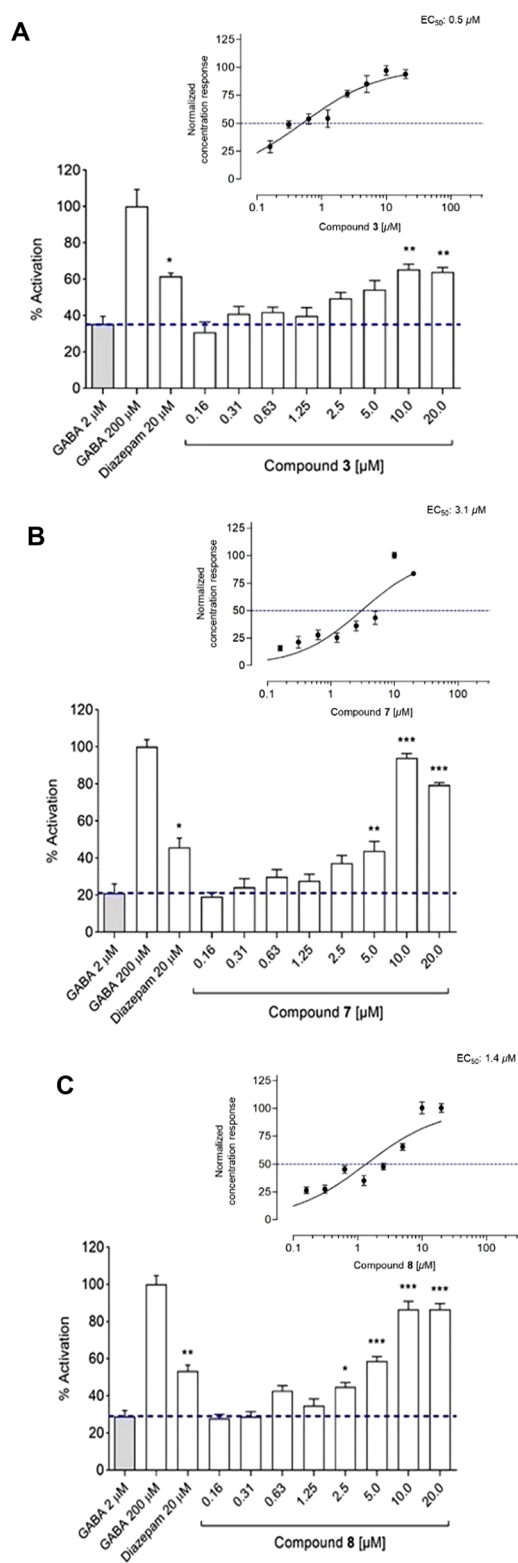 A
EC50: 0.5 µM
125
100
75
50
25
0
Normalized
concentration response
0.1 1 10 100
Compound 3 [µM]
120
100
80
60
40
20
0
% Activation
* ** **
GABA 2 µM
GABA 200 µM
Diazepam 20 µM
0.16
0.31
0.63
1.25
2.5
5.0
10.0
20.0
Compound 3 [µM]
B
EC50: 3.1 µM
125
100
75
50
25
0
Normalized
concentration response
0.1 1 10 100
Compound 7 [µM]
120
100
80
60
40
20
0
% Activation
* ** *** ***
GABA 2 µM
GABA 200 µM
Diazepam 20 µM
0.16
0.31
0.63
1.25
2.5
5.0
10.0
20.0
Compound 7 [µM]
C
EC50: 1.4 µM
125
100
75
50
25
0
Normalized
concentration response
0.1 1 10 100
Compound 8 [µM]
120
100
80
60
40
20
0
% Activation
** * *** *** ***
GABA 2 µM
GABA 200 µM
Diazepam 20 µM
0.16
0.31
0.63
1.25
2.5
5.0
10.0
20.0
Compound 8 [µM]